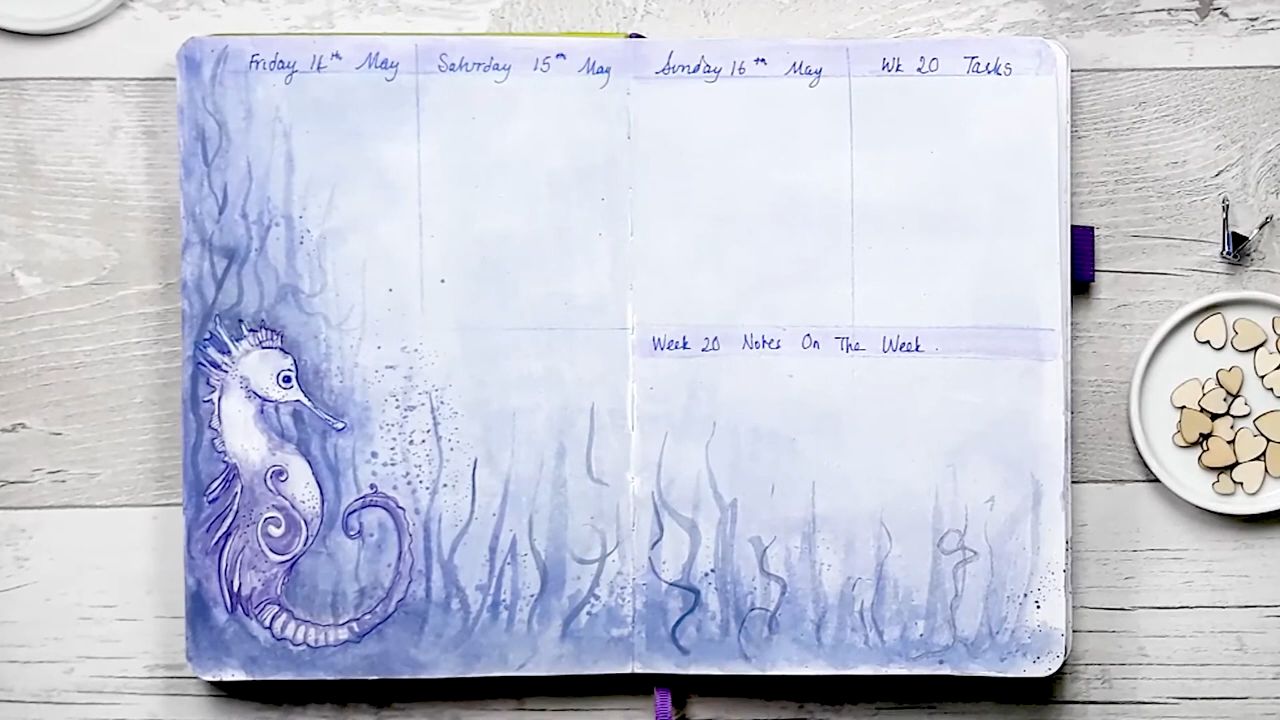 Friday 14th May
Saturday 15th May
Sunday 16th May
Wk 20 Tasks
Week 20 Notes On The Week.